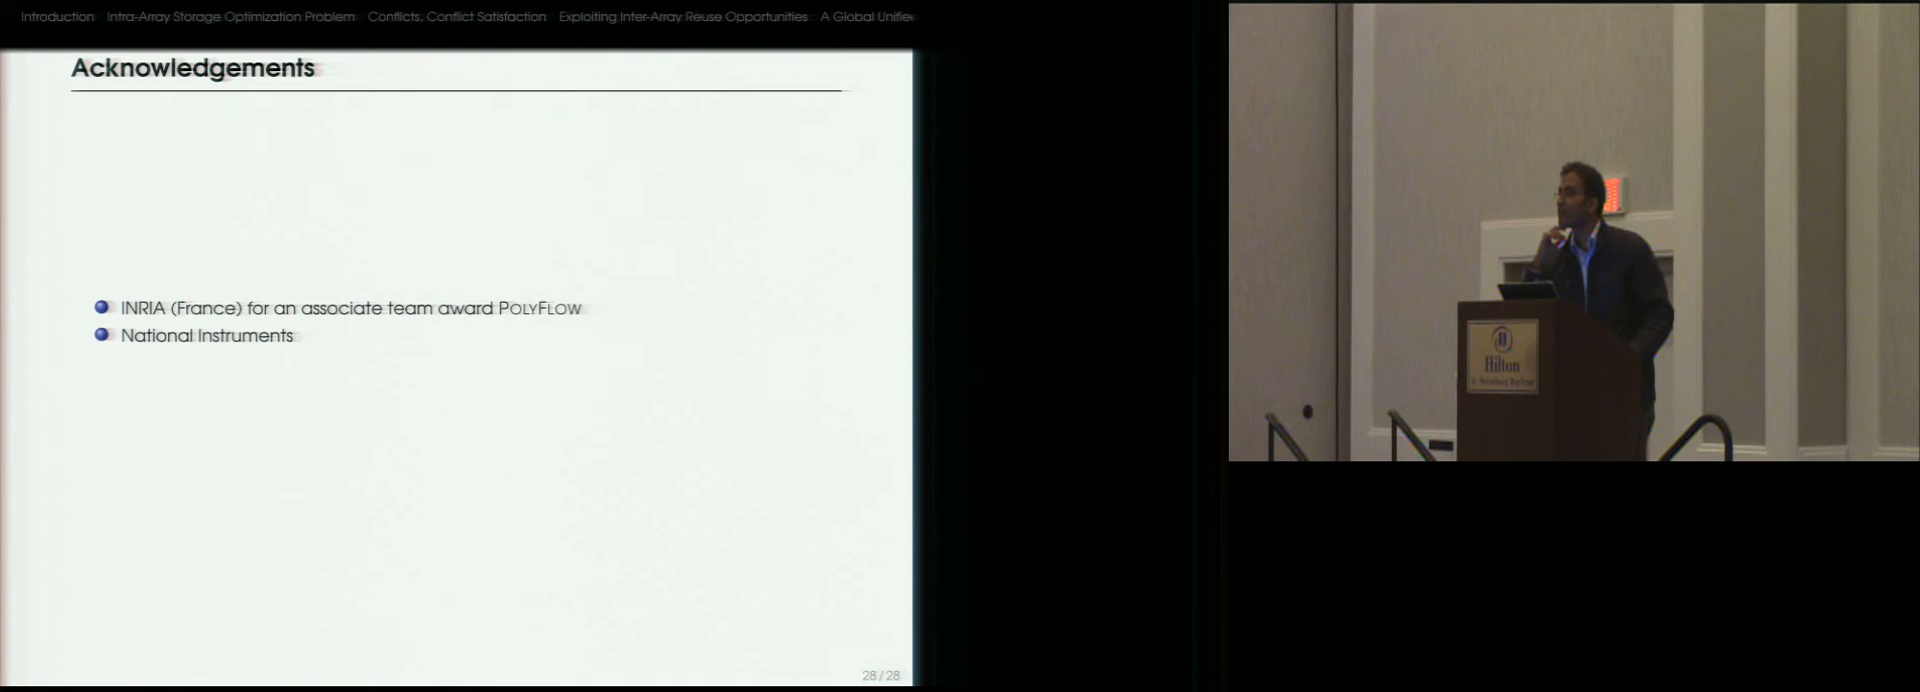 Introduction Intra-Array Storage Optimization Problem Conflicts, Conflict Satisfaction Exploiting Inter-Array Reuse Opportunities A Global Unifie
Acknowledgements
INRIA (France) for an associate team award POLYFLOW
National Instruments
28 / 28
Hilton